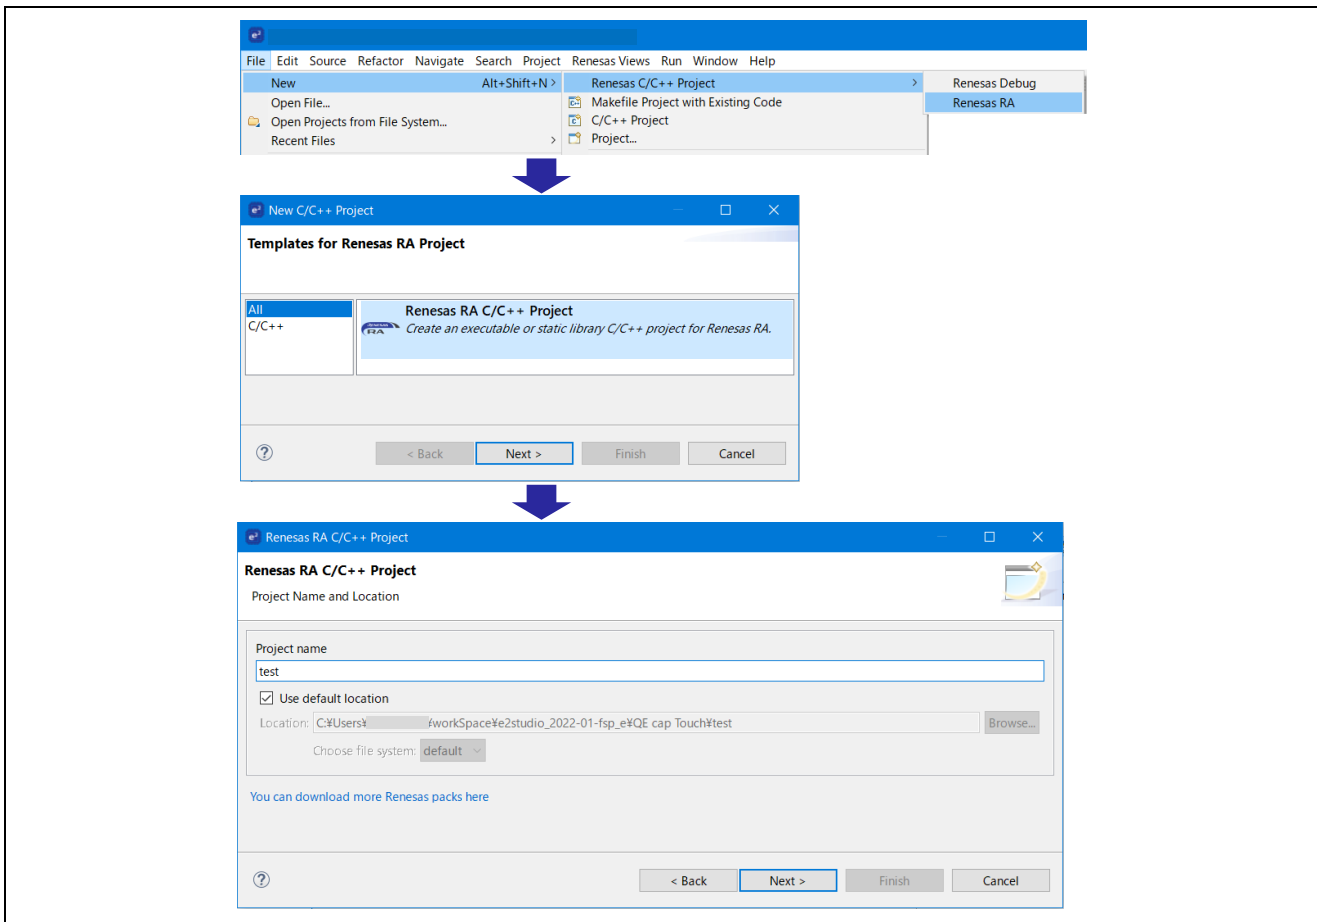 e²
File Edit Source Refactor Navigate Search Project Renesas Views Run Window Help
New Alt+Shift+N > Renesas C/C++ Project > Renesas Debug
Open File... Makefile Project with Existing Code Renesas RA
Open Projects from File System... C/C++ Project
Recent Files > Project...
e² New C/C++ Project
Templates for Renesas RA Project
All
C/C++
Renesas RA C/C++ Project
RA Create an executable or static library C/C++ project for Renesas RA.
? < Back Next > Finish Cancel
e² Renesas RA C/C++ Project
Renesas RA C/C++ Project
Project Name and Location
Project name
test
Use default location
Location: C:¥Users¥ ¥workSpace¥e2studio_2022-01-fsp_e¥QE cap Touch¥test Browse...
Choose file system: default
You can download more Renesas packs here
? < Back Next > Finish Cancel